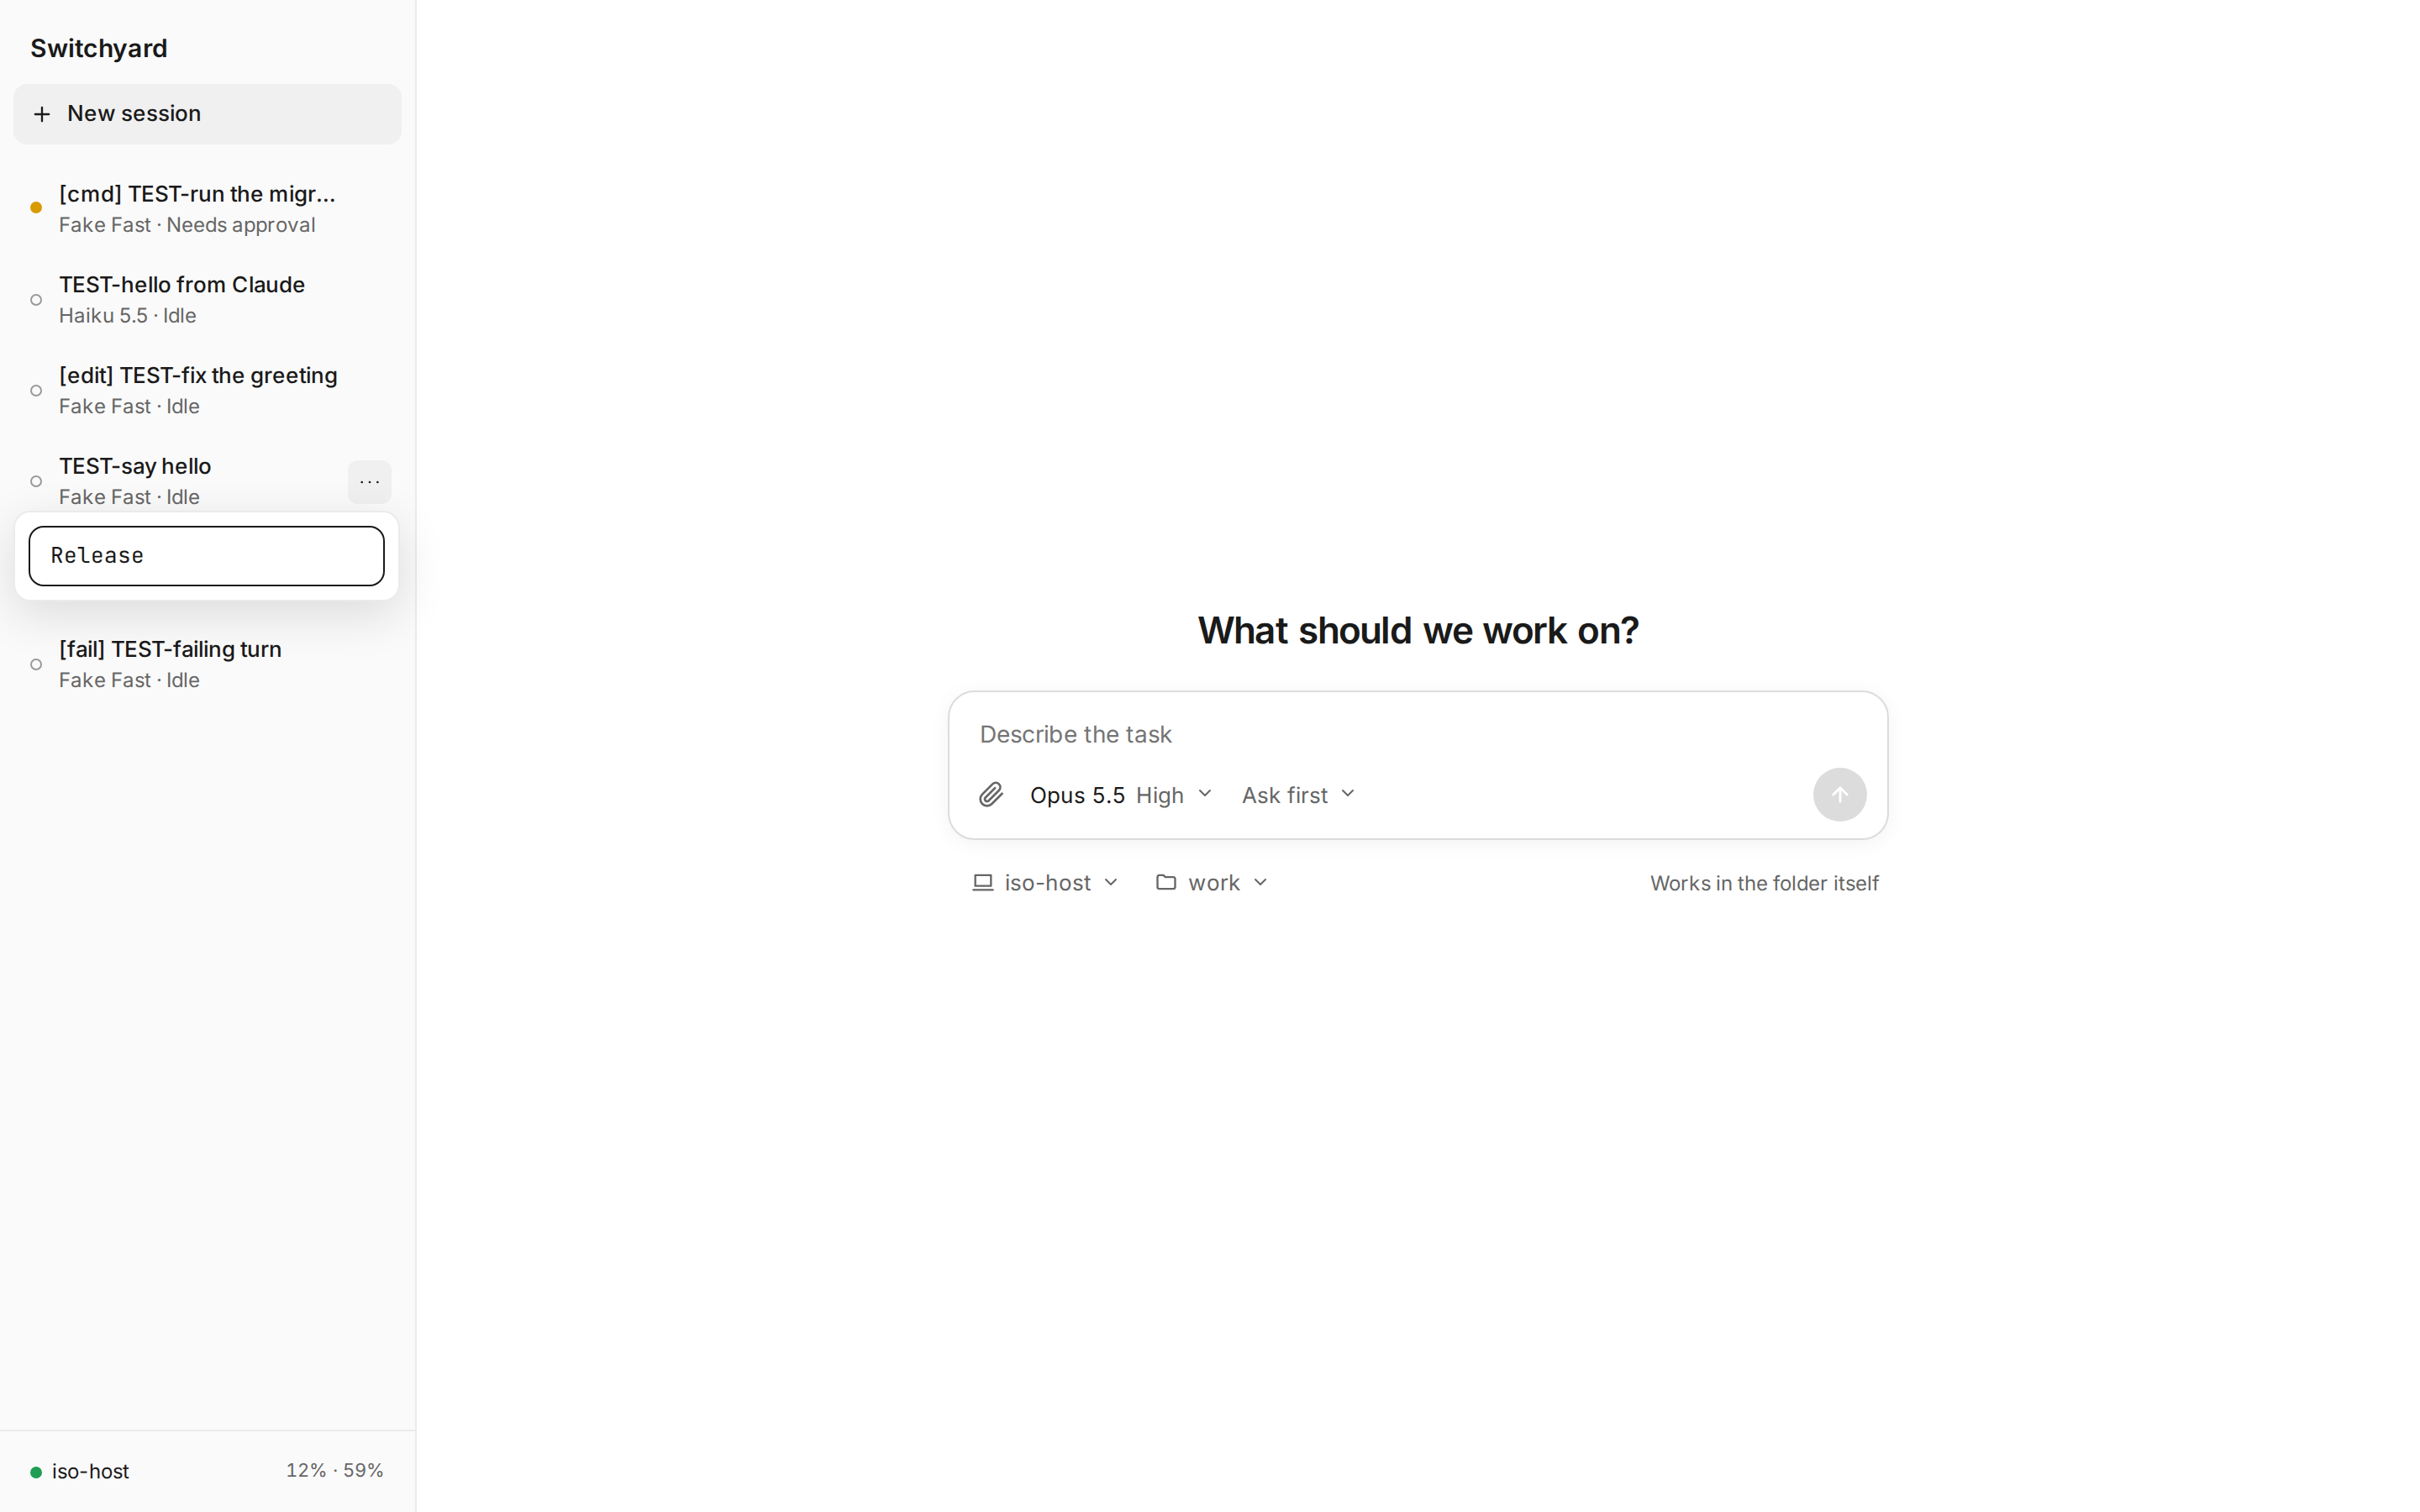 Switchyard
New session
[cmd] TEST-run the migr...
Fake Fast · Needs approval
TEST-hello from Claude
Haiku 5.5 · Idle
[edit] TEST-fix the greeting
Fake Fast · Idle
TEST-say hello
Fake Fast · Idle
Release
[fail] TEST-failing turn
Fake Fast · Idle
What should we work on?
Describe the task
Opus 5.5 High Ask first
iso-host work Works in the folder itself
iso-host 12% · 59%